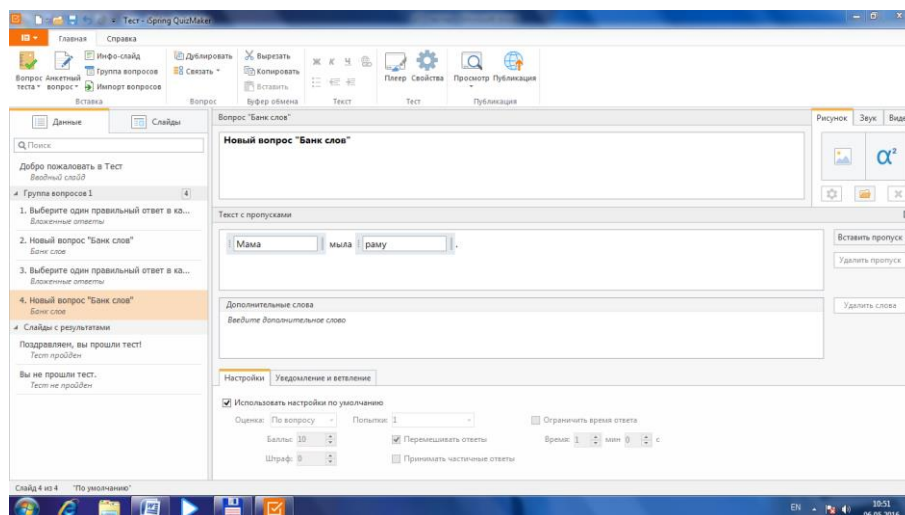 Тест - iSpring QuizMaker
Главная Справка
Вопрос теста
Анкетный вопрос
Инфо-слайд
Группа вопросов
Импорт вопросов
Вставка
Дублировать
Связать
Вопрос
Вырезать
Копировать
Вставить
Буфер обмена
Ж К Ч
Текст
Плеер Свойства
Тест
Просмотр Публикация
Публикация
Данные Слайды
Поиск
Добро пожаловать в Тест
Вводный слайд
Группа вопросов 1 4
1. Выберите один правильный ответ в ка...
Вложенные ответы
2. Новый вопрос "Банк слов"
Банк слов
3. Выберите один правильный ответ в ка...
Вложенные ответы
4. Новый вопрос "Банк слов"
Банк слов
Слайды с результатами
Поздравляем, вы прошли тест!
Тест пройден
Вы не прошли тест.
Тест не пройден
Вопрос "Банк слов"
Новый вопрос "Банк слов"
Рисунок Звук Виде
α²
Текст с пропусками
Мама мыла раму .
Вставить пропуск
Удалить пропуск
Дополнительные слова
Введите дополнительное слово
Удалить слова
Настройки Уведомление и ветвление
Использовать настройки по умолчанию
Оценка: По вопросу Попытки: 1 Ограничить время ответа
Баллы: 10 Перемешивать ответы Время: 1 мин 0 с
Штраф: 0 Принимать частичные ответы
Слайд 4 из 4 "По умолчанию"
EN 10:51
06.05.2016